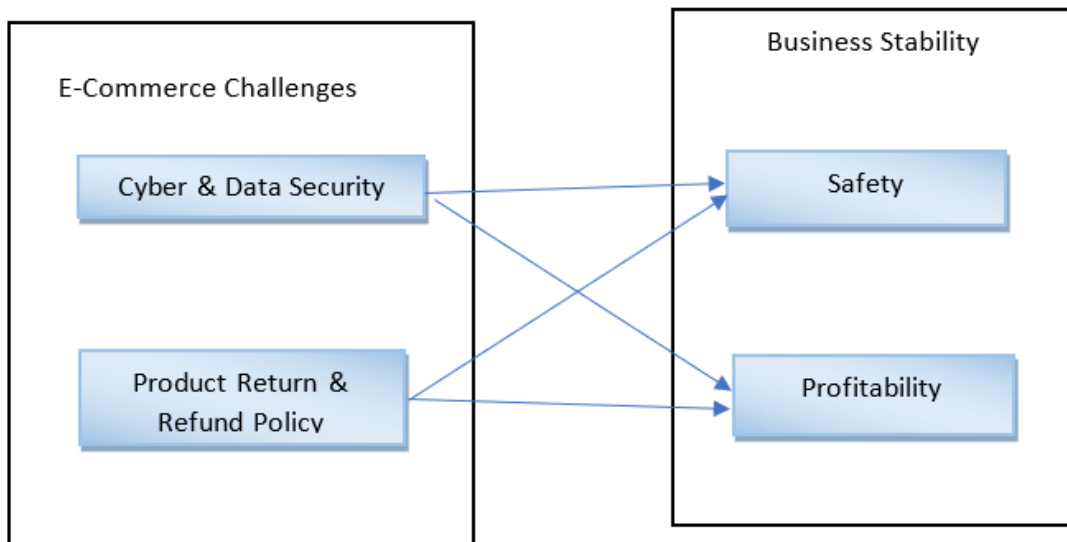 Business Stability
E-Commerce Challenges
Cyber & Data Security
Safety
Product Return &
Refund Policy
Profitability